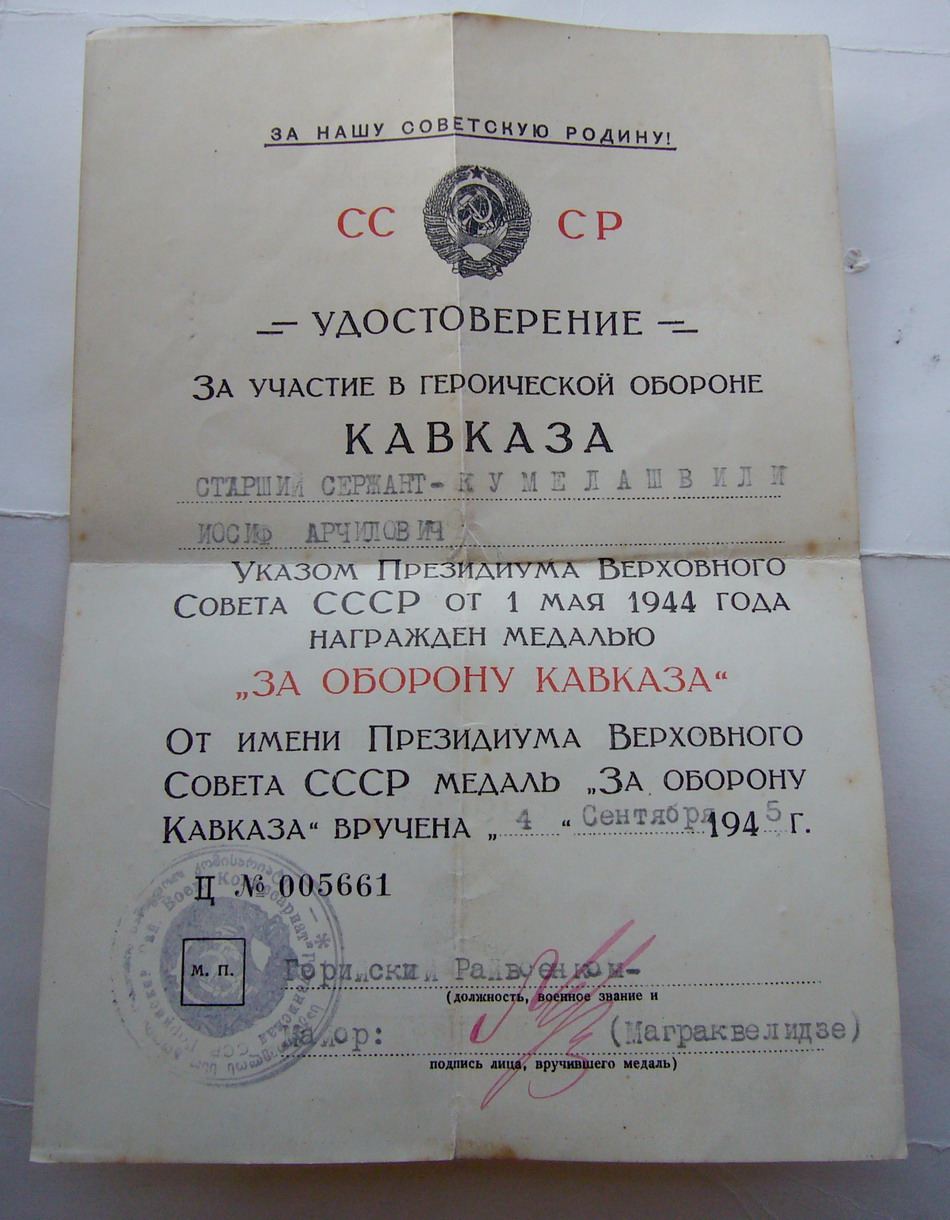 ЗА НАШУ СОВЕТСКУЮ РОДИНУ!
СС СР
УДОСТОВЕРЕНИЕ
ЗА УЧАСТИЕ В ГЕРОИЧЕСКОЙ ОБОРОНЕ
КАВКАЗА
СТАРШИЙ СЕРЖАНТ- КУМЕЛАШВИЛИ
ИОСИФ АРЧИЛОВИЧ
УКАЗОМ ПРЕЗИДИУМА ВЕРХОВНОГО
СОВЕТА СССР ОТ 1 МАЯ 1944 ГОДА
НАГРАЖДЕН МЕДАЛЬЮ
„ЗА ОБОРОНУ КАВКАЗА“
ОТ ИМЕНИ ПРЕЗИДИУМА ВЕРХОВНОГО
СОВЕТА СССР МЕДАЛЬ „ЗА ОБОРОНУ
КАВКАЗА“ ВРУЧЕНА „ 4 “ Сентября 1945 г.
Ц № 005661
М. П.
Горийский Райвоенком-
(должность, военное звание и
Майор: (Маграквелидзе)
подпись лица, вручившего медаль)